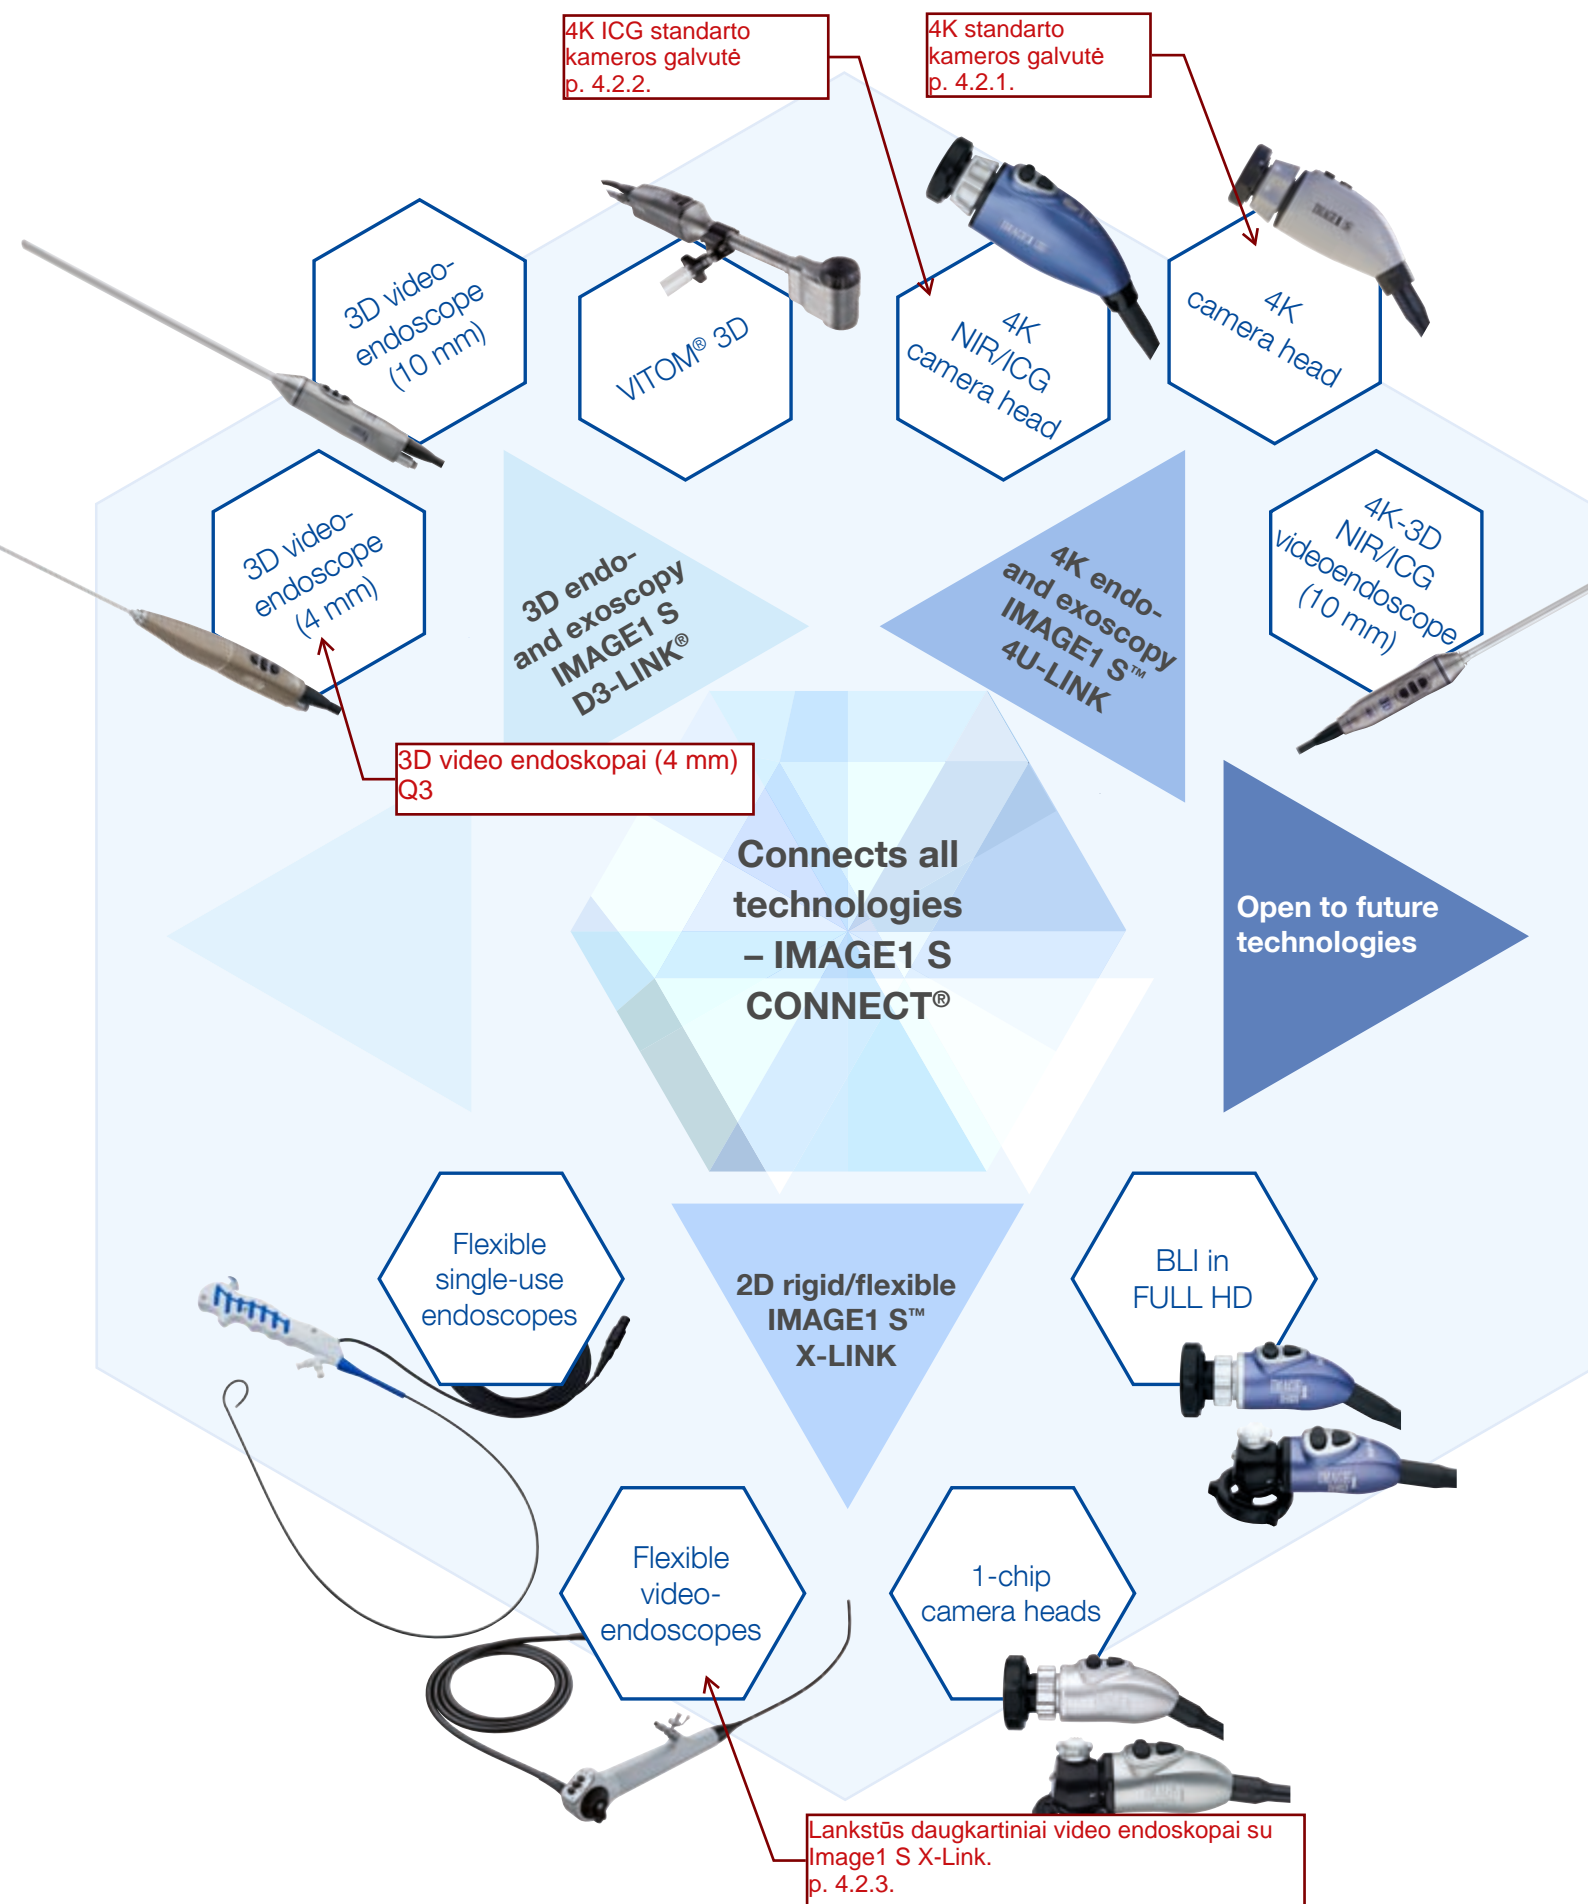 4K ICG standarto
kameros galvutė
p. 4.2.2.
4K standarto
kameros galvutė
p. 4.2.1.
3D video-
endoscope
(10 mm)
VITOM® 3D
4K
NIR/ICG
camera head
4K
camera head
3D video-
endoscope
(4 mm)
3D endo-
and exoscopy
IMAGE1 S
D3-LINK®
4K endo-
and exoscopy
IMAGE1 S™
4U-LINK
4K-3D
NIR/ICG
videoendoscope
(10 mm)
3D video endoskopai (4 mm)
Q3
Connects all
technologies
– IMAGE1 S
CONNECT®
Open to future
technologies
Flexible
single-use
endoscopes
2D rigid/flexible
IMAGE1 S™
X-LINK
BLI in
FULL HD
Flexible
video-
endoscopes
1-chip
camera heads
Lankstūs daugkartiniai video endoskopai su
Image1 S X-Link.
p. 4.2.3.